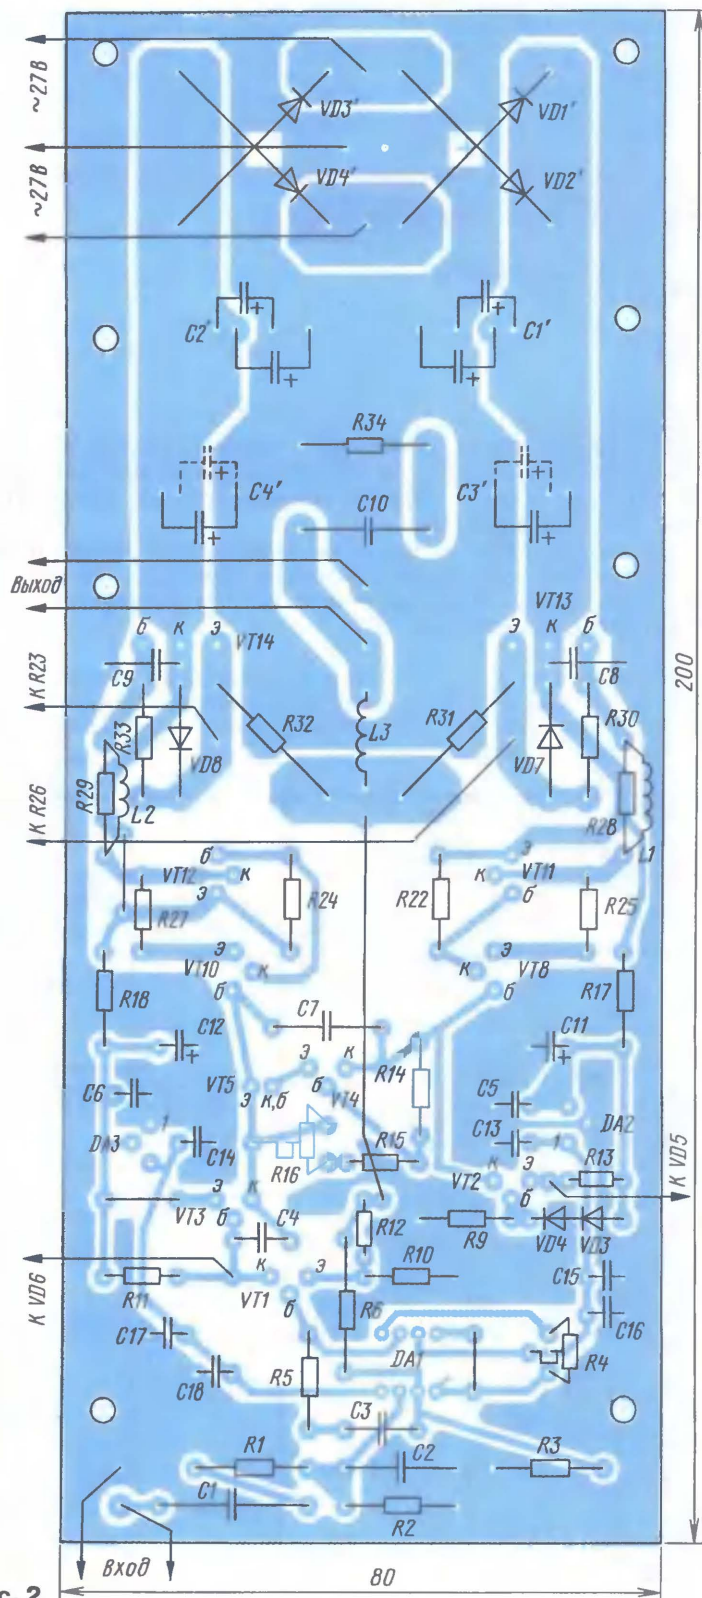 ~27В
VD3'
VD1'
~27В
VD4'
VD2'
C2'
C1'
R34
C4'
C3'
C10
Выход
VT13
б к э VT14
э к б
C9
C8
К R23
R33
R32
L3
R31
R30
VD8
VD7
R29
L2
R28
L1
К R26
б
э
VT12
к
к
VT11
э
б
R27
R24
R22
R25
э
э
VT10
к
к
VT8
б
б
R18
R17
C7
C12
C11
э
к
R14
C6
VT5
э
к,б
б
VT4
C5
DA2
DA3
1
C14
R16
R15
C13
1
э
R13
к
VT2
к
б
К VD5
э
VT3
б
C4
R12
R9
VD4
VD3
К VD6
к
э
R10
C15
R11
VT1
б
R6
C16
C17
DA1
R4
C18
R5
C3
R1
C2
R3
C1
R2
Вход
80
200
с. 2